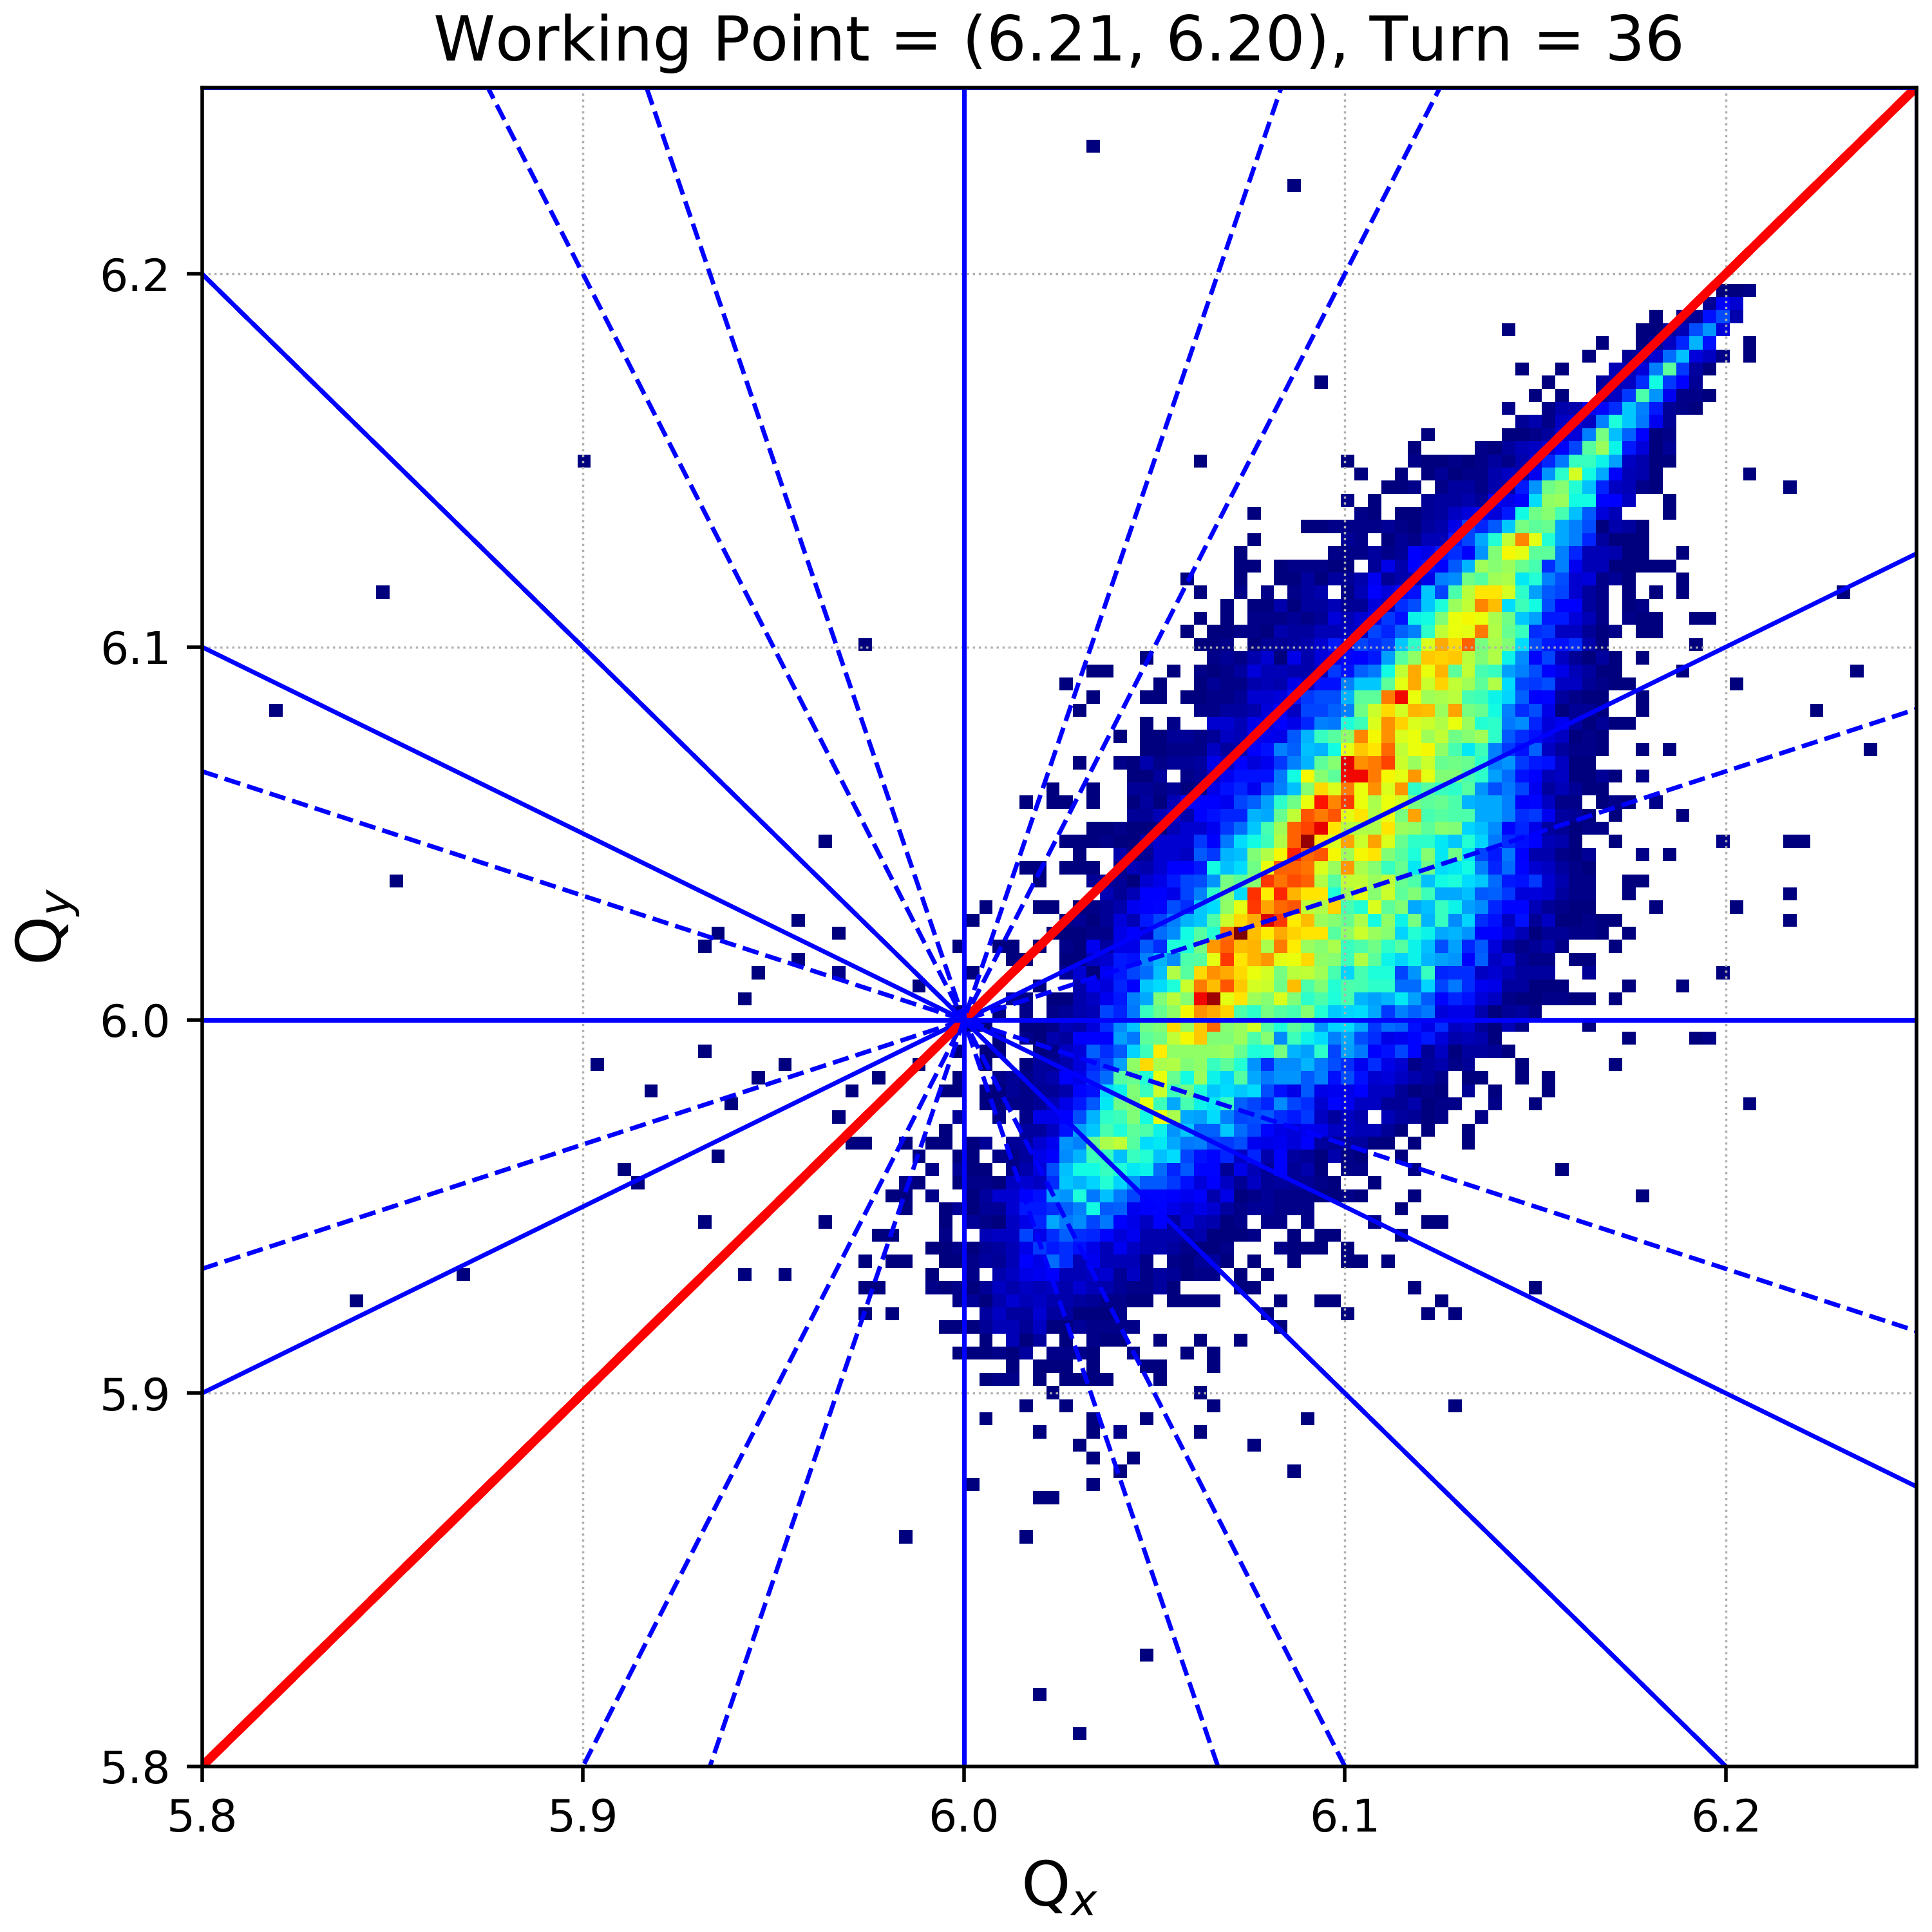 Working Point = (6.21, 6.20), Turn = 36
6.2
6.1
6.0
5.9
5.8
Qy
5.8 5.9 6.0 6.1 6.2
Qx